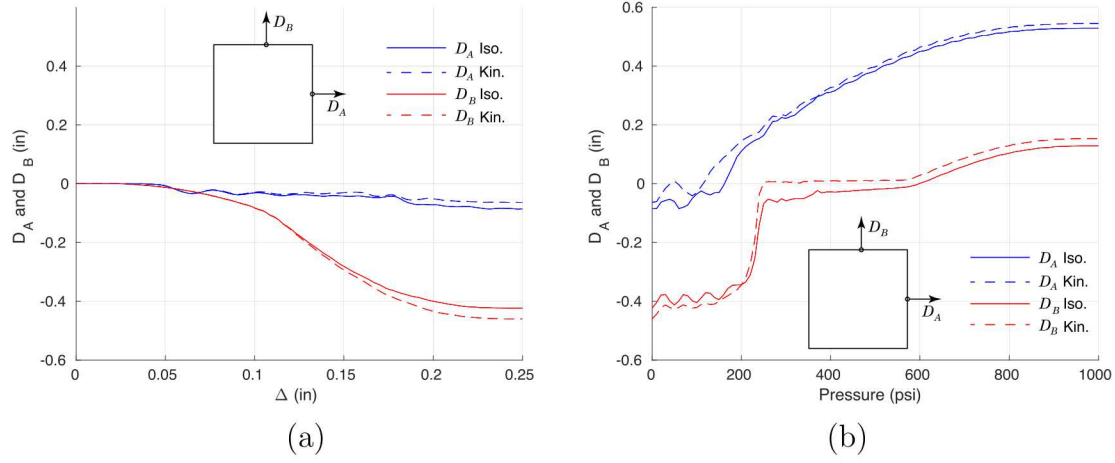 D_B
D_A
D_A Iso.
D_A Kin.
D_B Iso.
D_B Kin.
D_A and D_B (in)
0.4
0.2
0
-0.2
-0.4
-0.6
0 0.05 0.1 0.15 0.2 0.25
Δ (in)
(a)
D_A and D_B (in)
0.6
0.4
0.2
0
-0.2
-0.4
-0.6
D_B
D_A
D_A Iso.
D_A Kin.
D_B Iso.
D_B Kin.
0 200 400 600 800 1000
Pressure (psi)
(b)